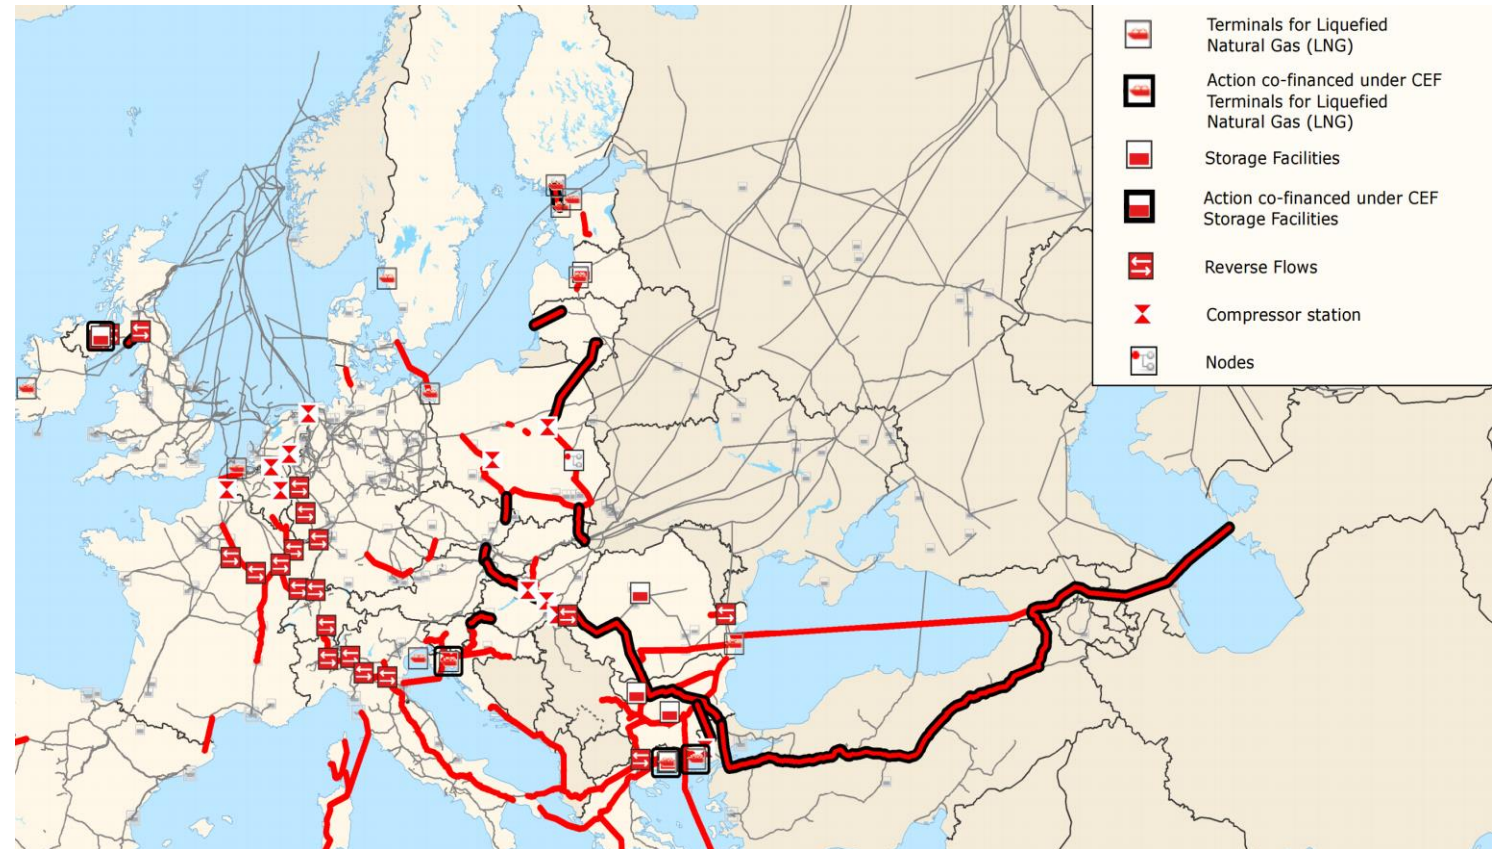 Terminals for Liquefied
Natural Gas (LNG)
Action co-financed under CEF
Terminals for Liquefied
Natural Gas (LNG)
Storage Facilities
Action co-financed under CEF
Storage Facilities
Reverse Flows
Compressor station
Nodes